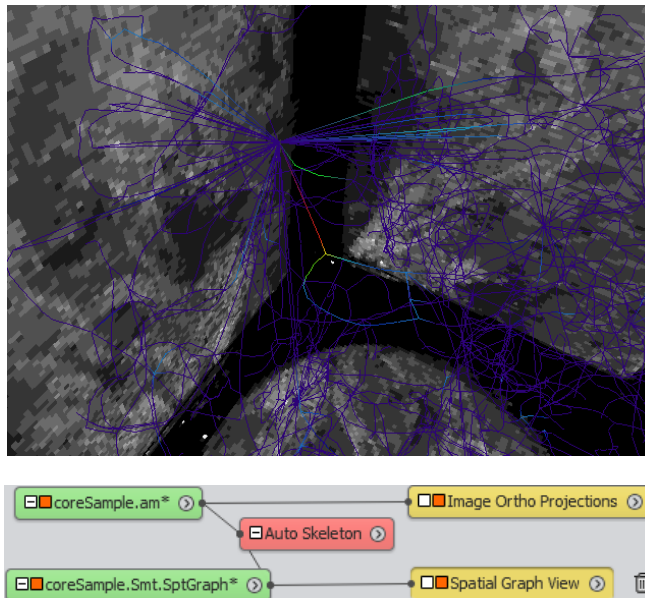 coreSample.am*
Image Ortho Projections
Auto Skeleton
coreSample.Smt.SptGraph*
Spatial Graph View